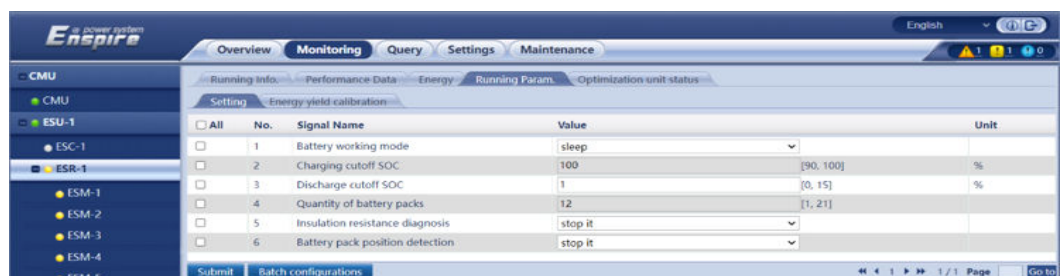 e power system
Enspire
English
Overview Monitoring Query Settings Maintenance
1 1 0
CMU
Running Info. Performance Data Energy Running Param. Optimization unit status
CMU
Setting Energy yield calibration
ESU-1
All No. Signal Name Value Unit
ESC-1
1 Battery working mode sleep
ESR-1
2 Charging cutoff SOC 100 [90, 100] %
ESM-1
3 Discharge cutoff SOC 1 [0, 15] %
ESM-2
4 Quantity of battery packs 12 [1, 21]
ESM-3
5 Insulation resistance diagnosis stop it
ESM-4
6 Battery pack position detection stop it
Submit Batch configurations 1 1/1 Page Go to